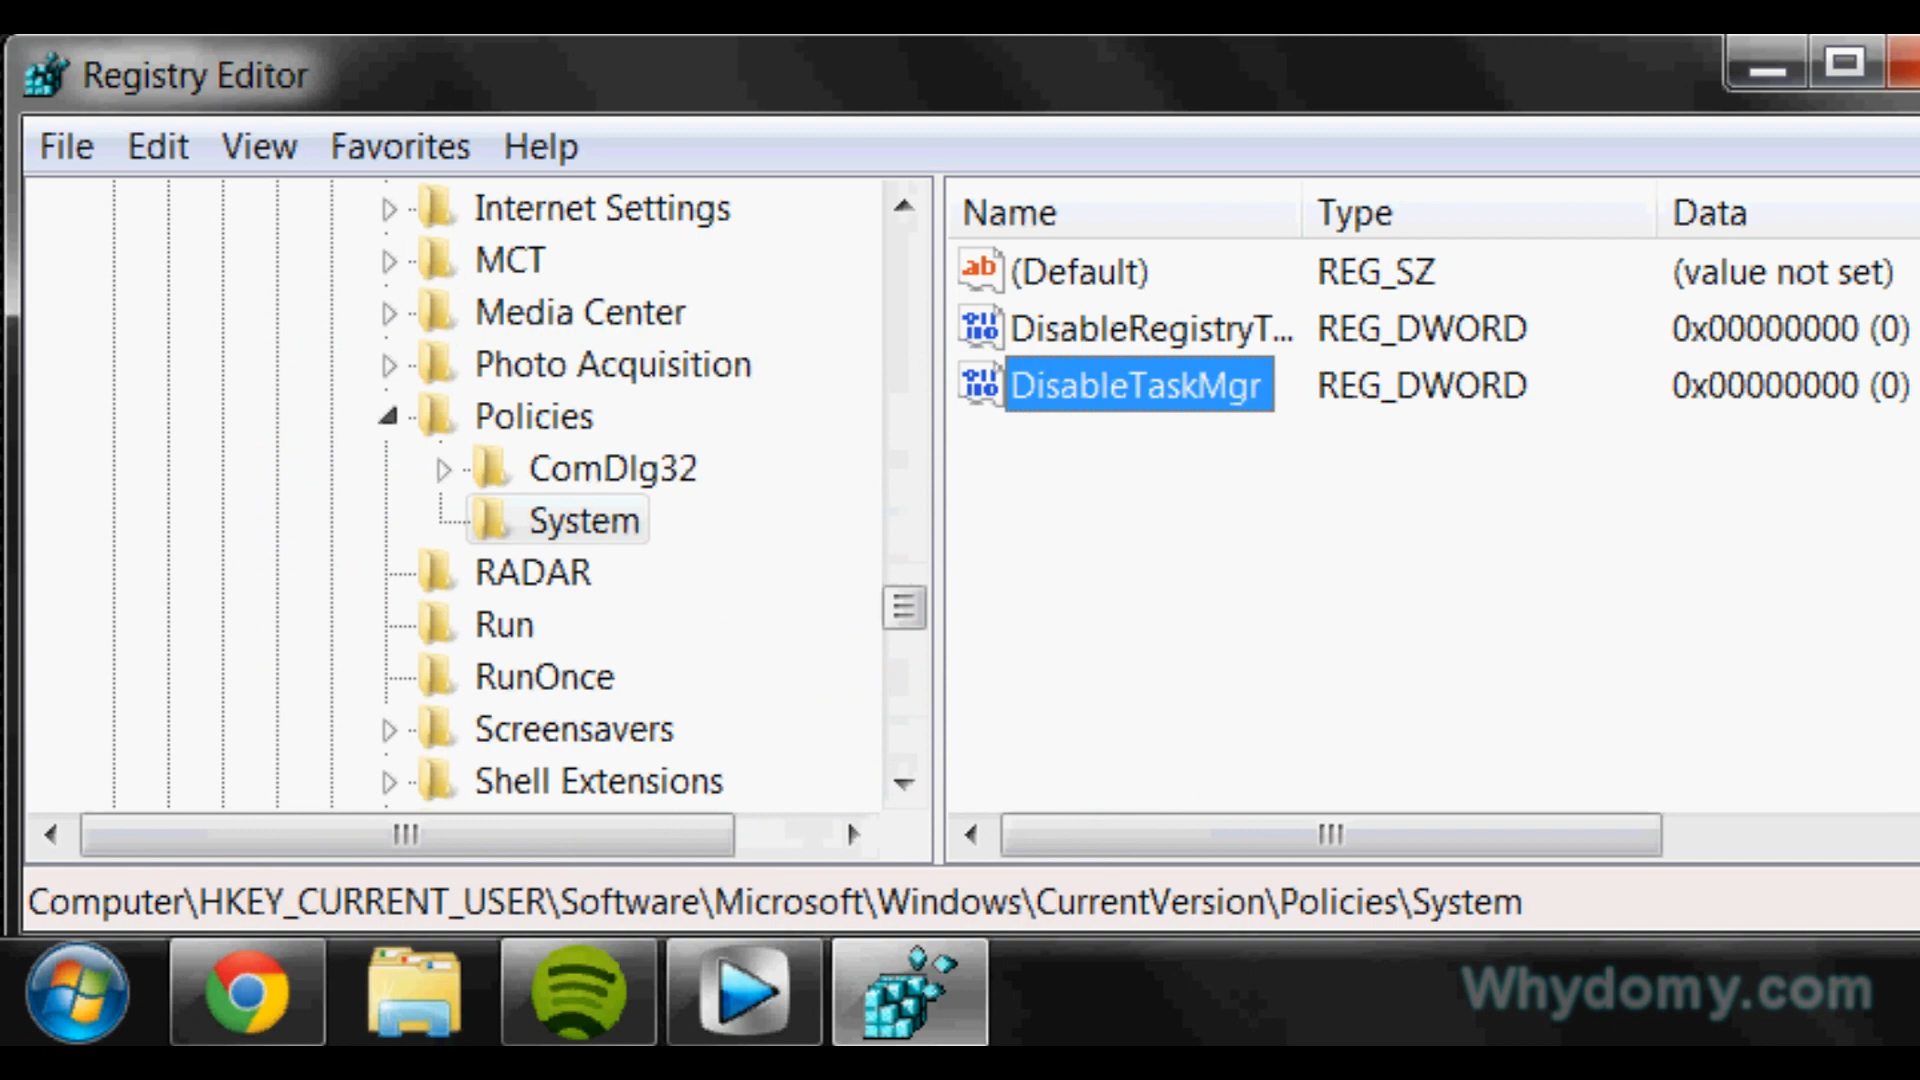 Registry Editor
File Edit View Favorites Help
Internet Settings
MCT
Media Center
Photo Acquisition
Policies
ComDlg32
System
RADAR
Run
RunOnce
Screensavers
Shell Extensions
Name Type Data
ab (Default) REG_SZ (value not set)
DisableRegistryT... REG_DWORD 0x00000000 (0)
DisableTaskMgr REG_DWORD 0x00000000 (0)
Computer\HKEY_CURRENT_USER\Software\Microsoft\Windows\CurrentVersion\Policies\System
Whydomy.com